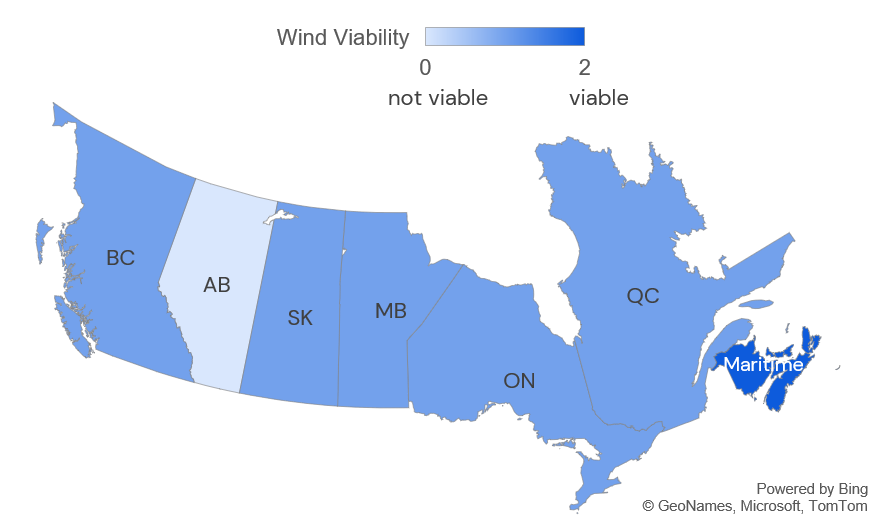 Wind Viability
0 2
not viable viable
BC
AB
SK
MB
ON
QC
Maritime
Powered by Bing
© GeoNames, Microsoft, TomTom